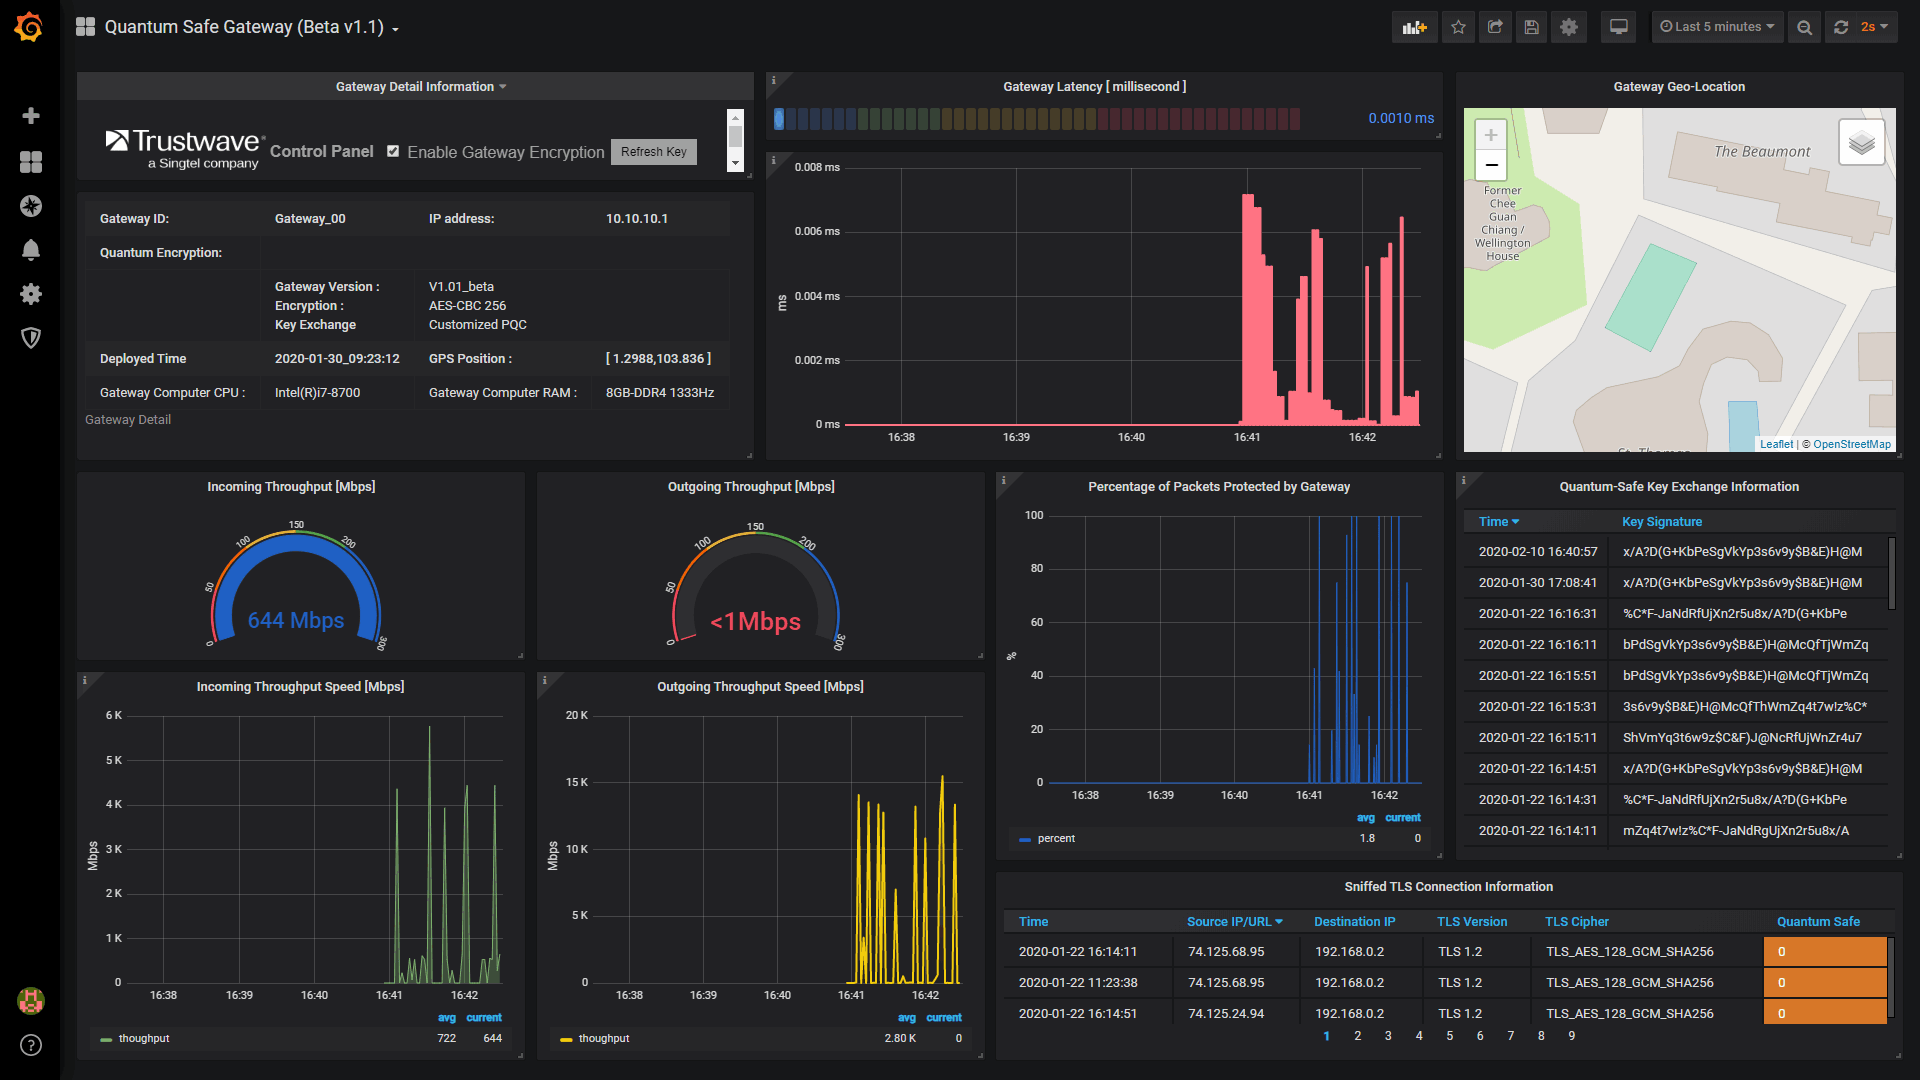 Quantum Safe Gateway (Beta v1.1)
Last 5 minutes
2s
Gateway Detail Information
Trustwave
a Singtel company
Control Panel
Enable Gateway Encryption
Refresh Key
Gateway ID: Gateway_00 IP address: 10.10.10.1
Quantum Encryption:
Gateway Version : V1.01_beta
Encryption : AES-CBC 256
Key Exchange Customized PQC
Deployed Time 2020-01-30_09:23:12 GPS Position : [ 1.2988,103.836 ]
Gateway Computer CPU : Intel(R)i7-8700 Gateway Computer RAM : 8GB-DDR4 1333Hz
Gateway Detail
Gateway Latency [ millisecond ]
0.0010 ms
0.008 ms
0.006 ms
0.004 ms
0.002 ms
0 ms
ms
16:38 16:39 16:40 16:41 16:42
Gateway Geo-Location
+
−
The Beaumont
Former
Chee
Guan
Chiang /
Wellington
House
Leaflet | © OpenStreetMap
Incoming Throughput [Mbps]
0 50 100 150 200 300
644 Mbps
Outgoing Throughput [Mbps]
0 50 100 150 200 300
<1Mbps
Percentage of Packets Protected by Gateway
100
80
60
40
20
0
%
16:38 16:39 16:40 16:41 16:42
avg current
percent 1.8 0
Quantum-Safe Key Exchange Information
Time Key Signature
2020-02-10 16:40:57 x/A?D(G+KbPeSgVkYp3s6v9y$B&E)H@M
2020-01-30 17:08:41 x/A?D(G+KbPeSgVkYp3s6v9y$B&E)H@M
2020-01-22 16:16:31 %C*F-JaNdRfUjXn2r5u8x/A?D(G+KbPe
2020-01-22 16:16:11 bPdSgVkYp3s6v9y$B&E)H@McQfTjWmZq
2020-01-22 16:15:51 bPdSgVkYp3s6v9y$B&E)H@McQfTjWmZq
2020-01-22 16:15:31 3s6v9y$B&E)H@McQfThWmZq4t7w!z%C*
2020-01-22 16:15:11 ShVmYq3t6w9z$C&F)J@NcRfUjWnZr4u7
2020-01-22 16:14:51 x/A?D(G+KbPeSgVkYp3s6v9y$B&E)H@M
2020-01-22 16:14:31 %C*F-JaNdRfUjXn2r5u8x/A?D(G+KbPe
2020-01-22 16:14:11 mZq4t7w!z%C*F-JaNdRgUjXn2r5u8x/A
Incoming Throughput Speed [Mbps]
6 K
5 K
4 K
3 K
2 K
1 K
0
Mbps
16:38 16:39 16:40 16:41 16:42
avg current
thoughput 722 644
Outgoing Throughput Speed [Mbps]
20 K
15 K
10 K
5 K
0
Mbps
16:38 16:39 16:40 16:41 16:42
avg current
thoughput 2.80 K 0
Sniffed TLS Connection Information
Time Source IP/URL Destination IP TLS Version TLS Cipher Quantum Safe
2020-01-22 16:14:11 74.125.68.95 192.168.0.2 TLS 1.2 TLS_AES_128_GCM_SHA256 0
2020-01-22 11:23:38 74.125.68.95 192.168.0.2 TLS 1.2 TLS_AES_128_GCM_SHA256 0
2020-01-22 16:14:51 74.125.24.94 192.168.0.2 TLS 1.2 TLS_AES_128_GCM_SHA256 0
1 2 3 4 5 6 7 8 9